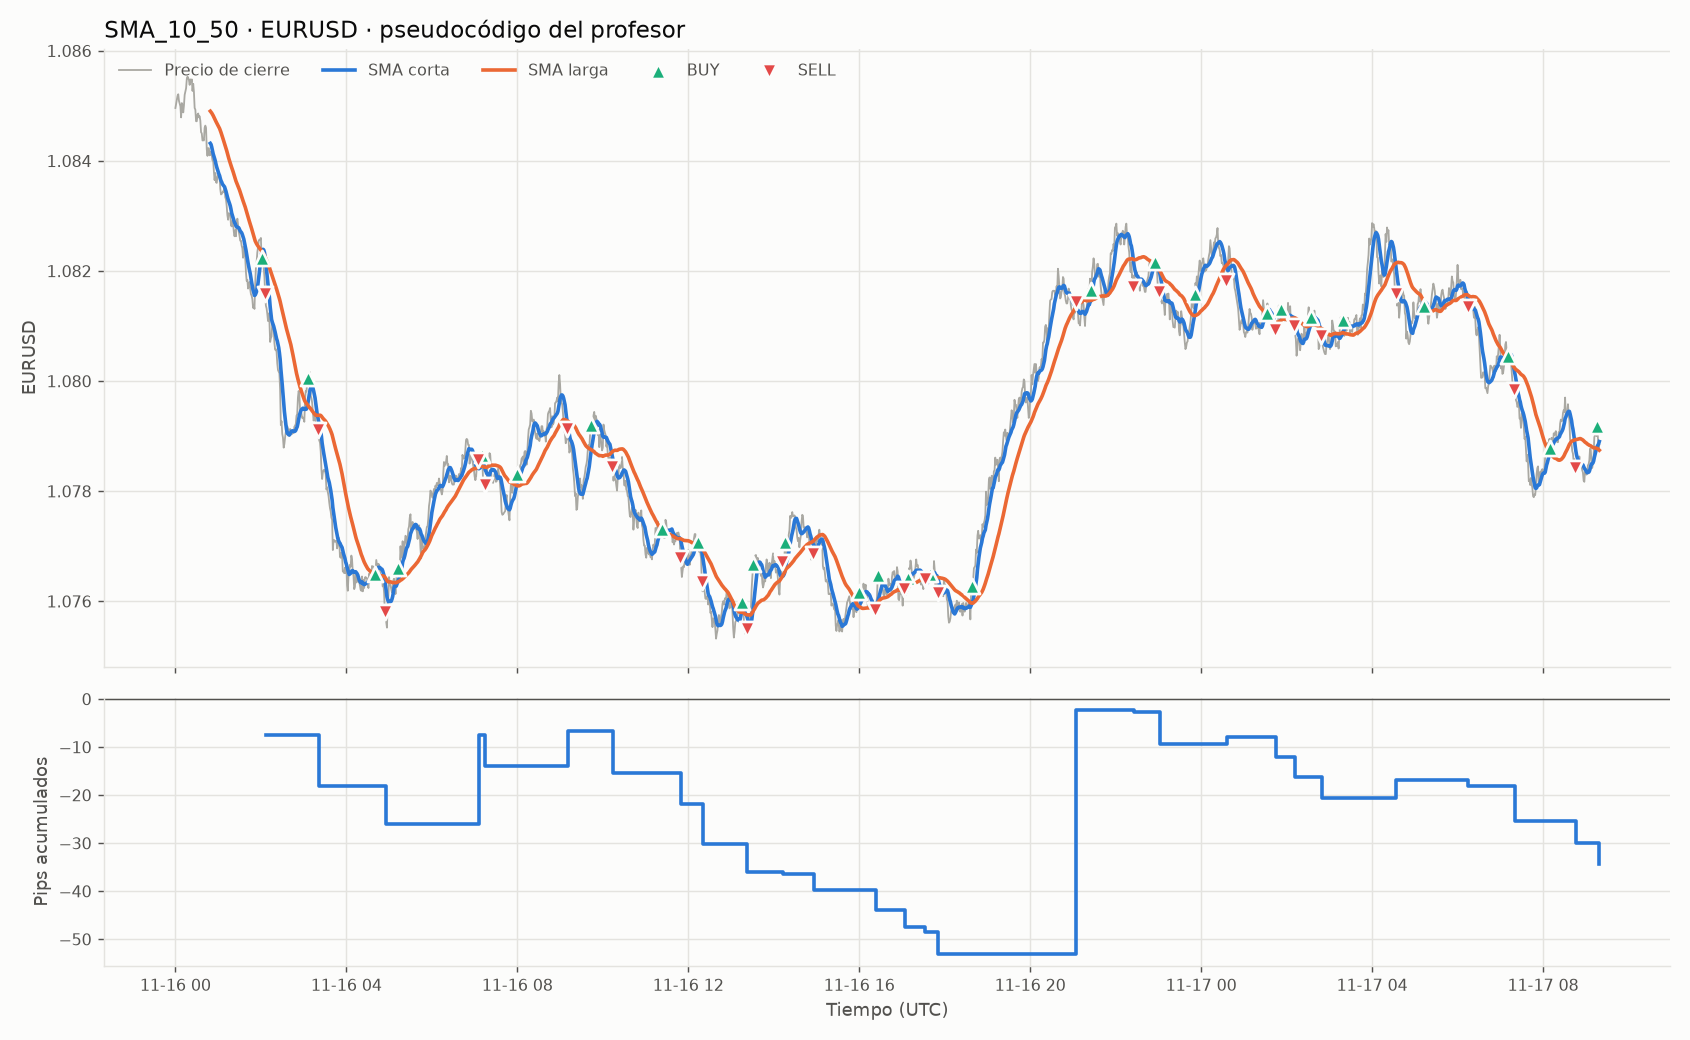 SMA_10_50 · EURUSD · pseudocódigo del profesor
Precio de cierre SMA corta SMA larga BUY SELL
1.086
1.084
1.082
1.080
1.078
1.076
EURUSD
0
−10
−20
−30
−40
−50
Pips acumulados
11-16 00 11-16 04 11-16 08 11-16 12 11-16 16 11-16 20 11-17 00 11-17 04 11-17 08
Tiempo (UTC)